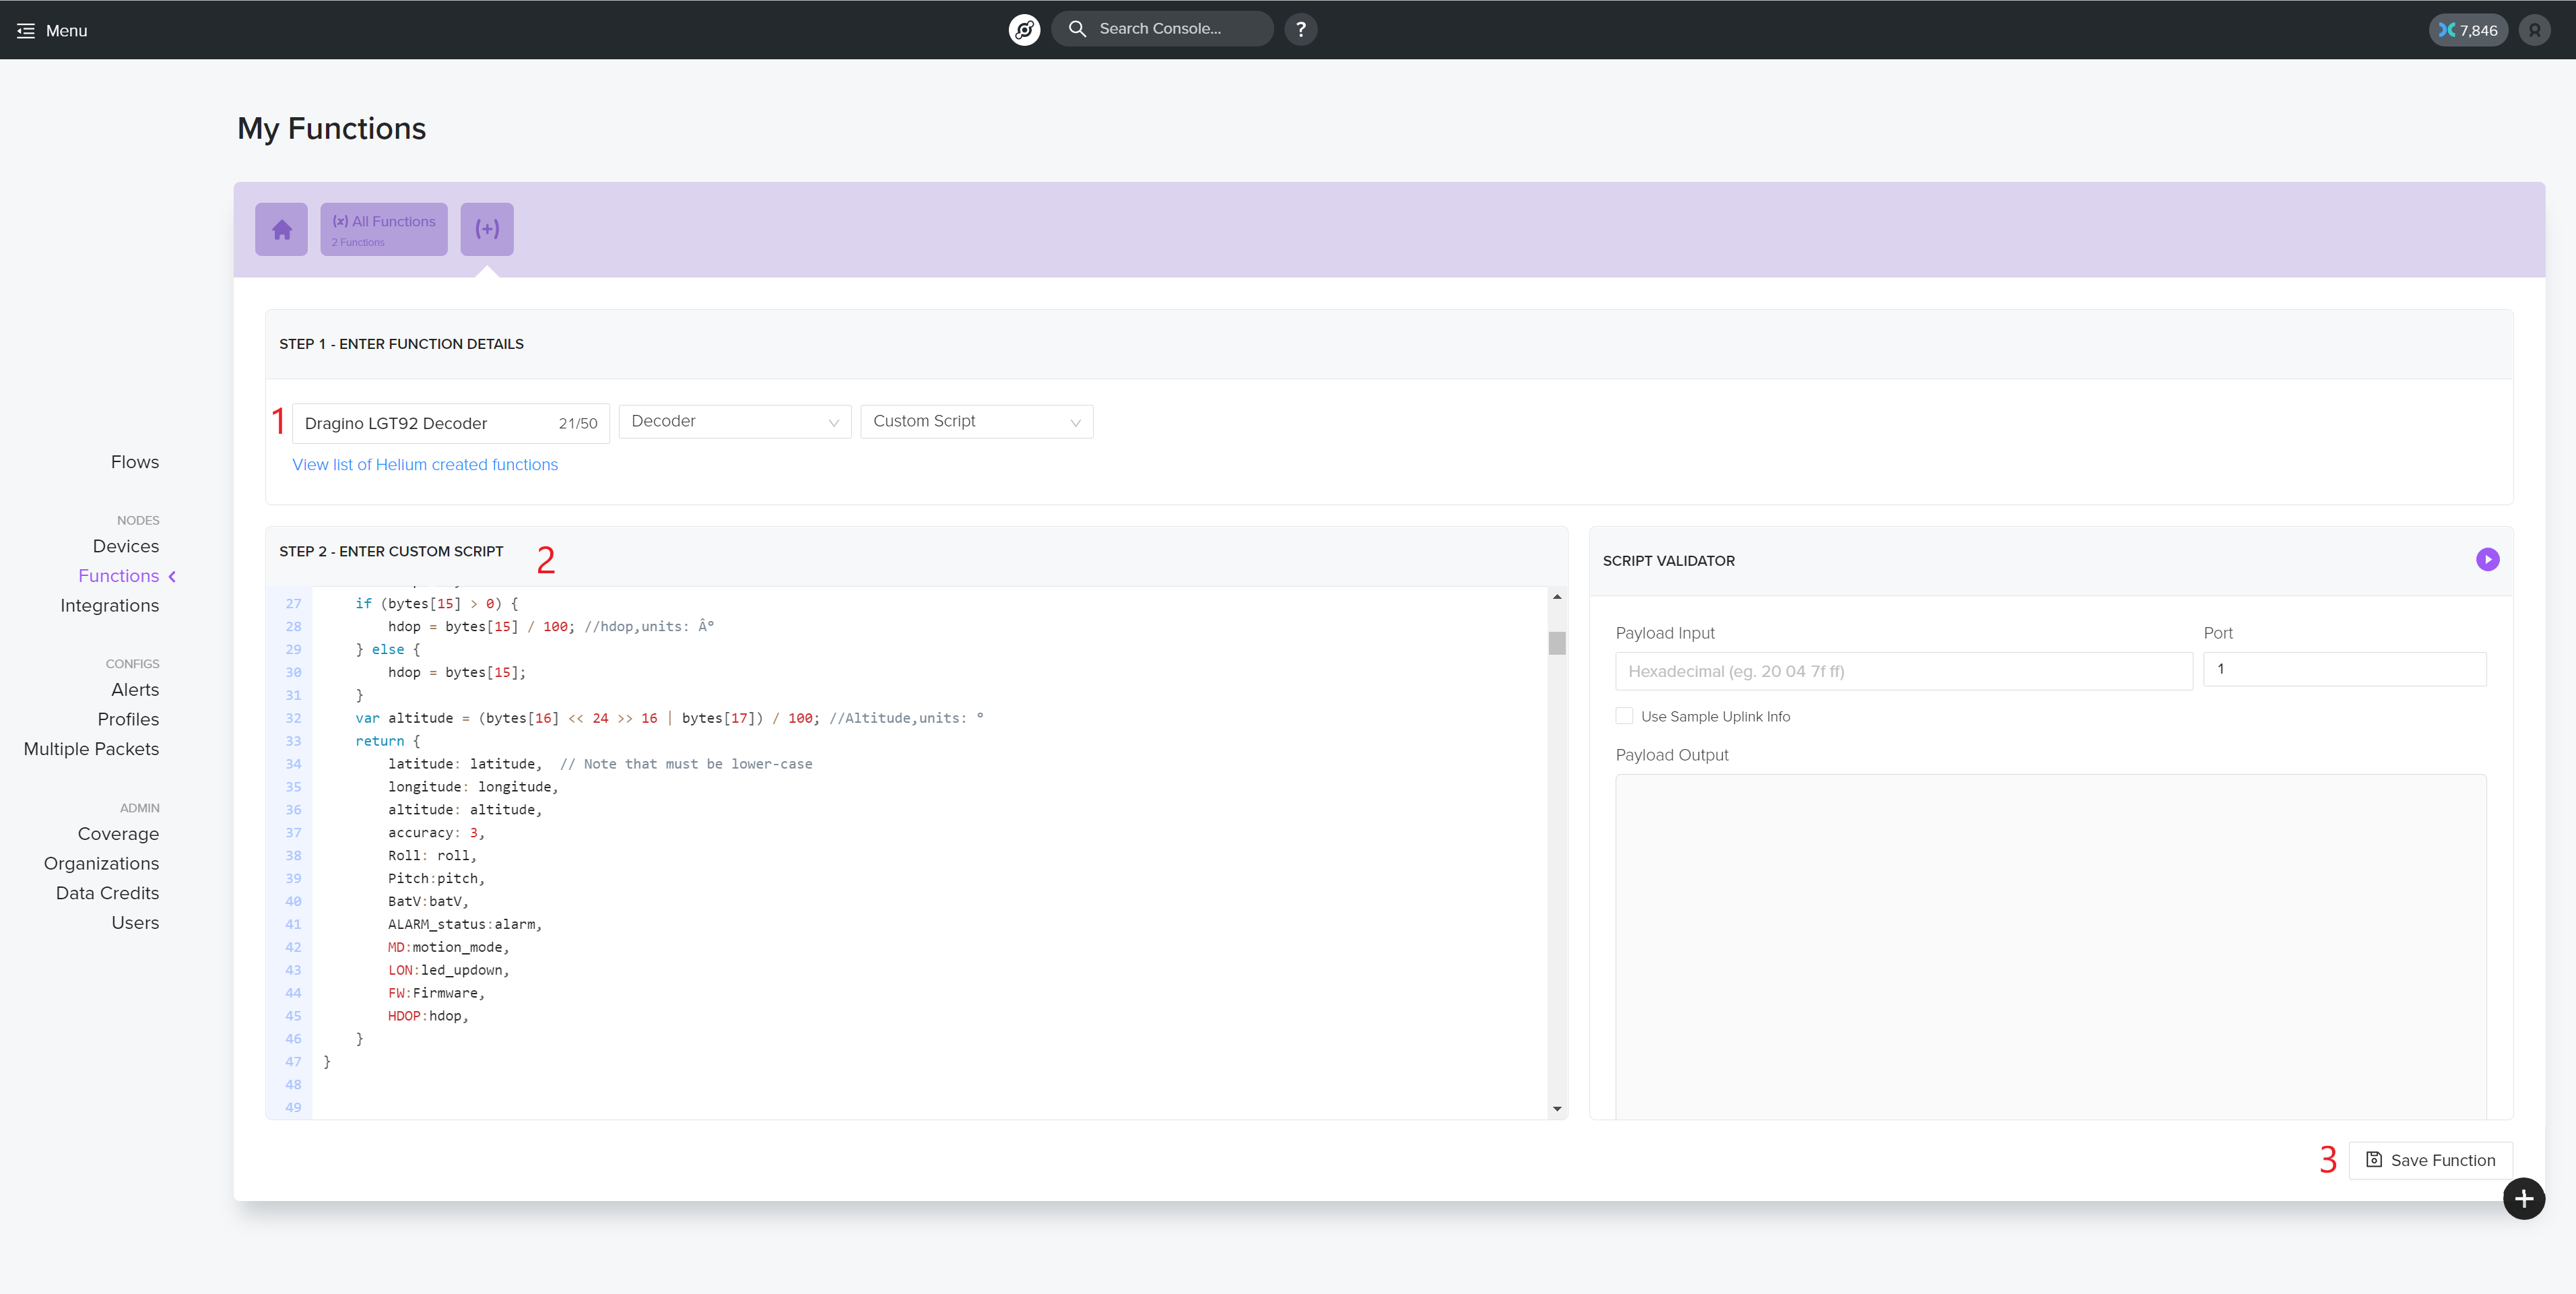 Menu
Search Console...
?
7,846
My Functions
(x) All Functions
2 Functions
(+)
STEP 1 - ENTER FUNCTION DETAILS
1
Dragino LGT92 Decoder 21/50
Decoder
Custom Script
View list of Helium created functions
Flows
NODES
Devices
Functions
Integrations
CONFIGS
Alerts
Profiles
Multiple Packets
ADMIN
Coverage
Organizations
Data Credits
Users
STEP 2 - ENTER CUSTOM SCRIPT 2
27 if (bytes[15] > 0) {
28 hdop = bytes[15] / 100; //hdop,units: Âº
29 } else {
30 hdop = bytes[15];
31 }
32 var altitude = (bytes[16] << 24 >> 16 | bytes[17]) / 100; //Altitude,units: °
33 return {
34 latitude: latitude,  // Note that must be lower-case
35 longitude: longitude,
36 altitude: altitude,
37 accuracy: 3,
38 Roll: roll,
39 Pitch:pitch,
40 BatV:batV,
41 ALARM_status:alarm,
42 MD:motion_mode,
43 LON:led_updown,
44 FW:Firmware,
45 HDOP:hdop,
46 }
47 }
48
49
SCRIPT VALIDATOR
Payload Input
Port
Hexadecimal (eg. 20 04 7f ff)
1
Use Sample Uplink Info
Payload Output
3
Save Function